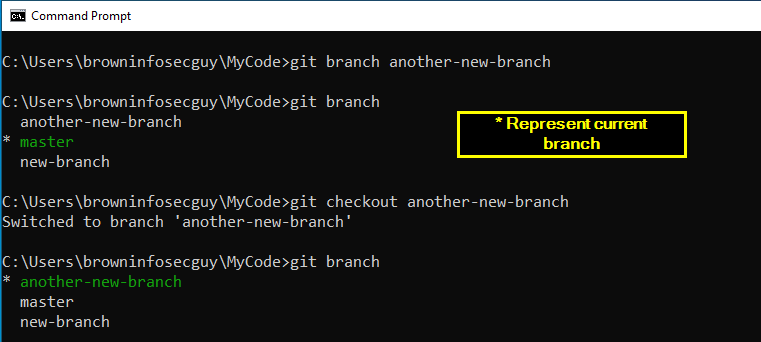 Command Prompt
C:\Users\browninfosecguy\MyCode>git branch another-new-branch
C:\Users\browninfosecguy\MyCode>git branch
another-new-branch
* master
new-branch
* Represent current
branch
C:\Users\browninfosecguy\MyCode>git checkout another-new-branch
Switched to branch 'another-new-branch'
C:\Users\browninfosecguy\MyCode>git branch
* another-new-branch
master
new-branch